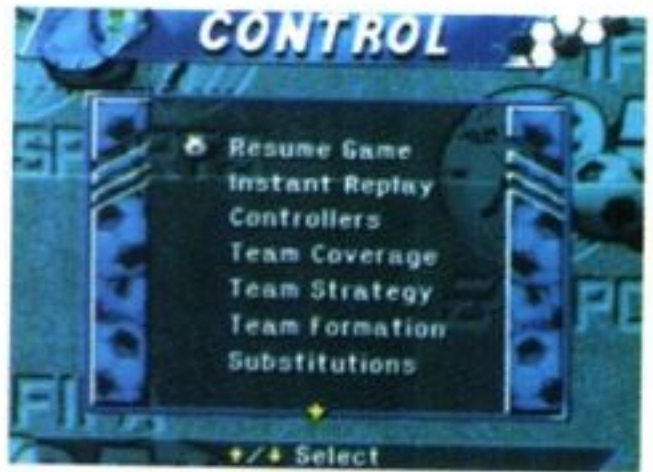 CONTROL
Resume Game
Instant Replay
Controllers
Team Coverage
Team Strategy
Team Formation
Substitutions
↑/↓ Select